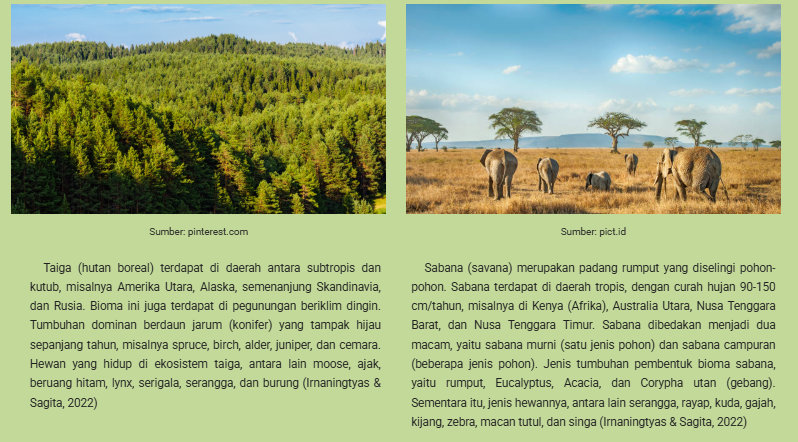 Sumber: pinterest.com
Taiga (hutan boreal) terdapat di daerah antara subtropis dan
kutub, misalnya Amerika Utara, Alaska, semenanjung Skandinavia,
dan Rusia. Bioma ini juga terdapat di pegunungan beriklim dingin.
Tumbuhan dominan berdaun jarum (konifer) yang tampak hijau
sepanjang tahun, misalnya spruce, birch, alder, juniper, dan cemara.
Hewan yang hidup di ekosistem taiga, antara lain moose, ajak,
beruang hitam, lynx, serigala, serangga, dan burung (Irnaningtyas &
Sagita, 2022)
Sumber: pict.id
Sabana (savana) merupakan padang rumput yang diselingi pohon-
pohon. Sabana terdapat di daerah tropis, dengan curah hujan 90-150
cm/tahun, misalnya di Kenya (Afrika), Australia Utara, Nusa Tenggara
Barat, dan Nusa Tenggara Timur. Sabana dibedakan menjadi dua
macam, yaitu sabana murni (satu jenis pohon) dan sabana campuran
(beberapa jenis pohon). Jenis tumbuhan pembentuk bioma sabana,
yaitu rumput, Eucalyptus, Acacia, dan Corypha utan (gebang).
Sementara itu, jenis hewannya, antara lain serangga, rayap, kuda, gajah,
kijang, zebra, macan tutul, dan singa (Irnaningtyas & Sagita, 2022)